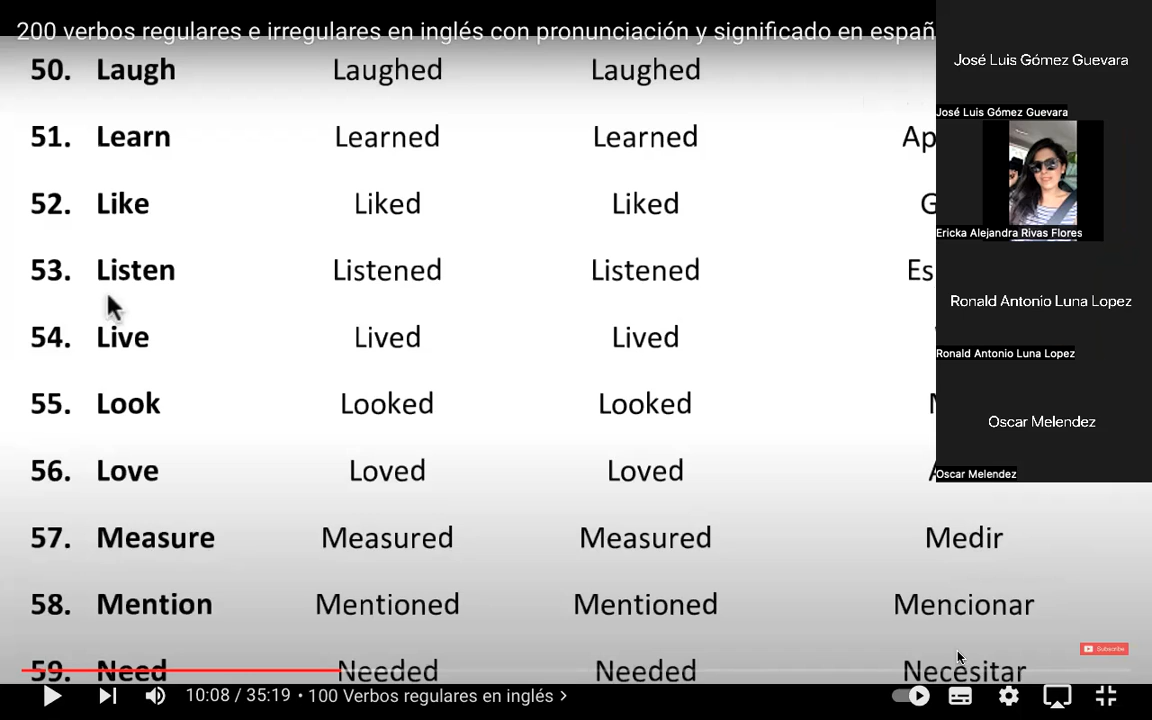 200 verbos regulares e irregulares en inglés con pronunciación y significado en españ
50. Laugh Laughed Laughed
51. Learn Learned Learned Ap
52. Like Liked Liked G
53. Listen Listened Listened Es
54. Live Lived Lived
55. Look Looked Looked
56. Love Loved Loved
57. Measure Measured Measured Medir
58. Mention Mentioned Mentioned Mencionar
59. Need Needed Needed Necesitar
José Luis Gómez Guevara
José Luis Gómez Guevara
Ericka Alejandra Rivas Flores
Ronald Antonio Luna Lopez
Ronald Antonio Luna Lopez
Oscar Melendez
Oscar Melendez
Subscribe
10:08 / 35:19 • 100 Verbos regulares en inglés >